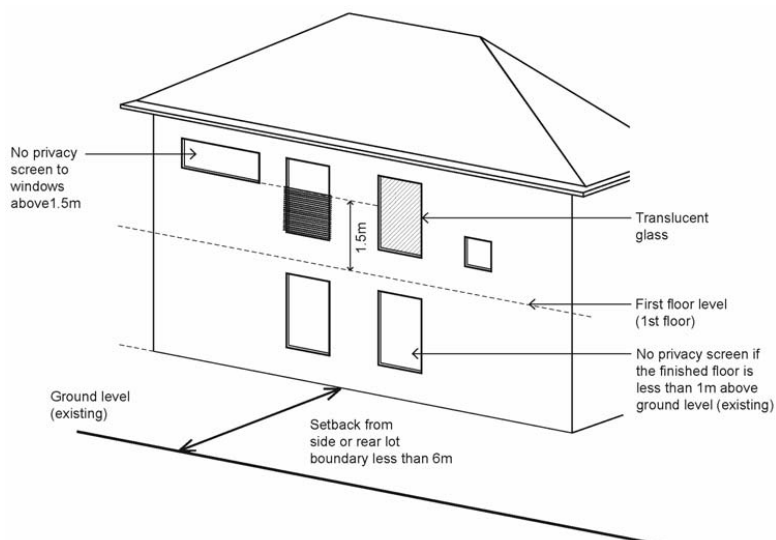 No privacy
screen to
windows
above1.5m
1.5m
Translucent
glass
First floor level
(1st floor)
No privacy screen if
the finished floor is
less than 1m above
ground level (existing)
Ground level
(existing)
Setback from
side or rear lot
boundary less than 6m